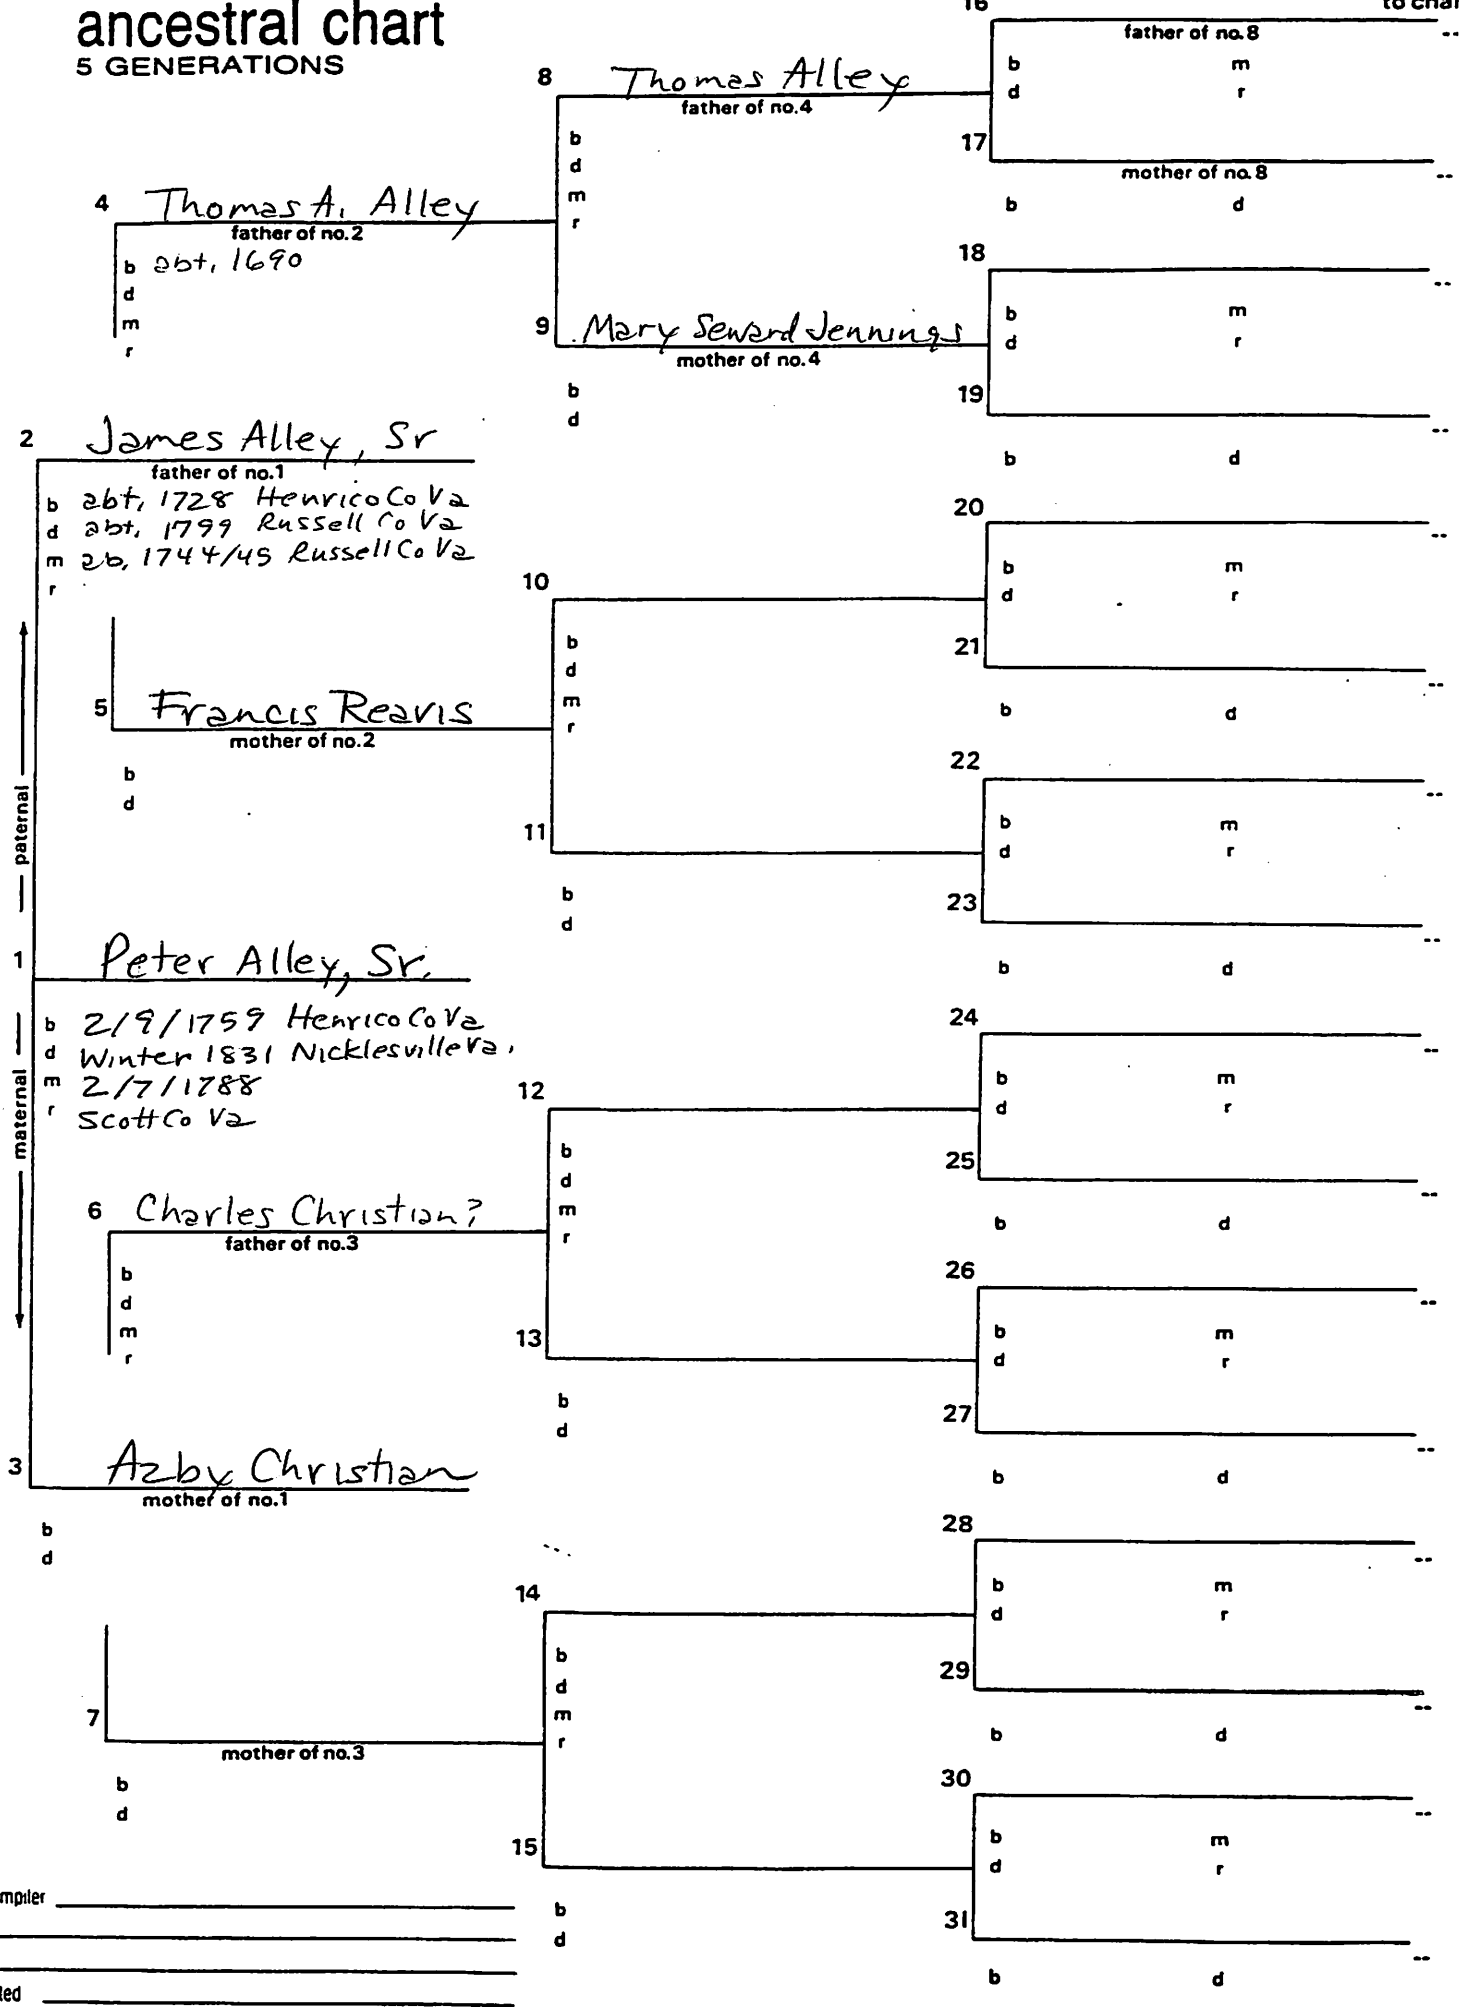 ancestral chart
5 GENERATIONS
16
father of no. 8
b m
d r
8 Thomas Alley
father of no. 4
b
d
m
r
17
mother of no. 8
b d
4 Thomas A. Alley
father of no. 2
b abt, 1690
d
m
r
18
b m
d r
9 Mary Seward Jennings
mother of no. 4
b
d
19
b d
2 James Alley, Sr
father of no. 1
b abt, 1728 Henrico Co Va
d abt, 1799 Russell Co Va
m ab, 1744/45 Russell Co Va
r
20
b m
d r
10
b
d
m
r
21
b d
5 Francis Reavis
mother of no. 2
b
d
22
b m
d r
11
b
d
23
b d
paternal
1 Peter Alley, Sr.
b 2/9/1759 Henrico Co Va
d Winter 1831 Nicklesville Va.
m 2/7/1788
r Scott Co Va
maternal
24
b m
d r
12
b
d
m
r
25
b d
6 Charles Christian?
father of no. 3
b
d
m
r
26
b m
d r
13
b
d
27
b d
3 Azby Christian
mother of no. 1
b
d
28
b m
d r
14
b
d
m
r
29
b d
7
mother of no. 3
b
d
30
b m
d r
15
b
d
31
b d